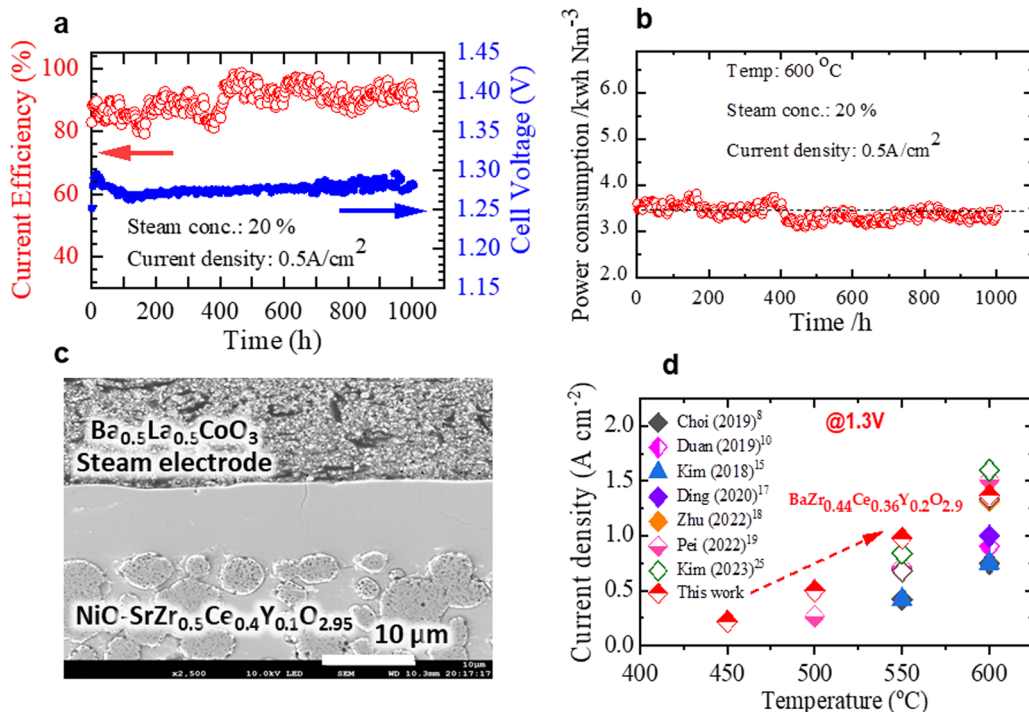 a
Current Efficiency (%)
100
80
60
40
0 200 400 600 800 1000
Time (h)
1.45
1.40
1.35
1.30
1.25
1.20
1.15
Cell Voltage (V)
Steam conc.: 20 %
Current density: 0.5A/cm²
b
Power consumption /kwh Nm⁻³
6.0
5.0
4.0
3.0
2.0
0 200 400 600 800 1000
Time /h
Temp: 600 °C
Steam conc.: 20 %
Current density: 0.5A/cm²
c
Ba₀.₅La₀.₅CoO₃
Steam electrode
NiO-SrZr₀.₅Ce₀.₄Y₀.₁O₂.₉₅
10 μm
10μm
x2,500 10.0kV LED SEM WD 10.3mm 20:17:17
d
Current density (A cm⁻²)
2.0
1.5
1.0
0.5
0.0
400 450 500 550 600
Temperature (ºC)
@1.3V
BaZr₀.₄₄Ce₀.₃₆Y₀.₂O₂.₉
Choi (2019)⁸
Duan (2019)¹⁰
Kim (2018)¹⁵
Ding (2020)¹⁷
Zhu (2022)¹⁸
Pei (2022)¹⁹
Kim (2023)²⁵
This work